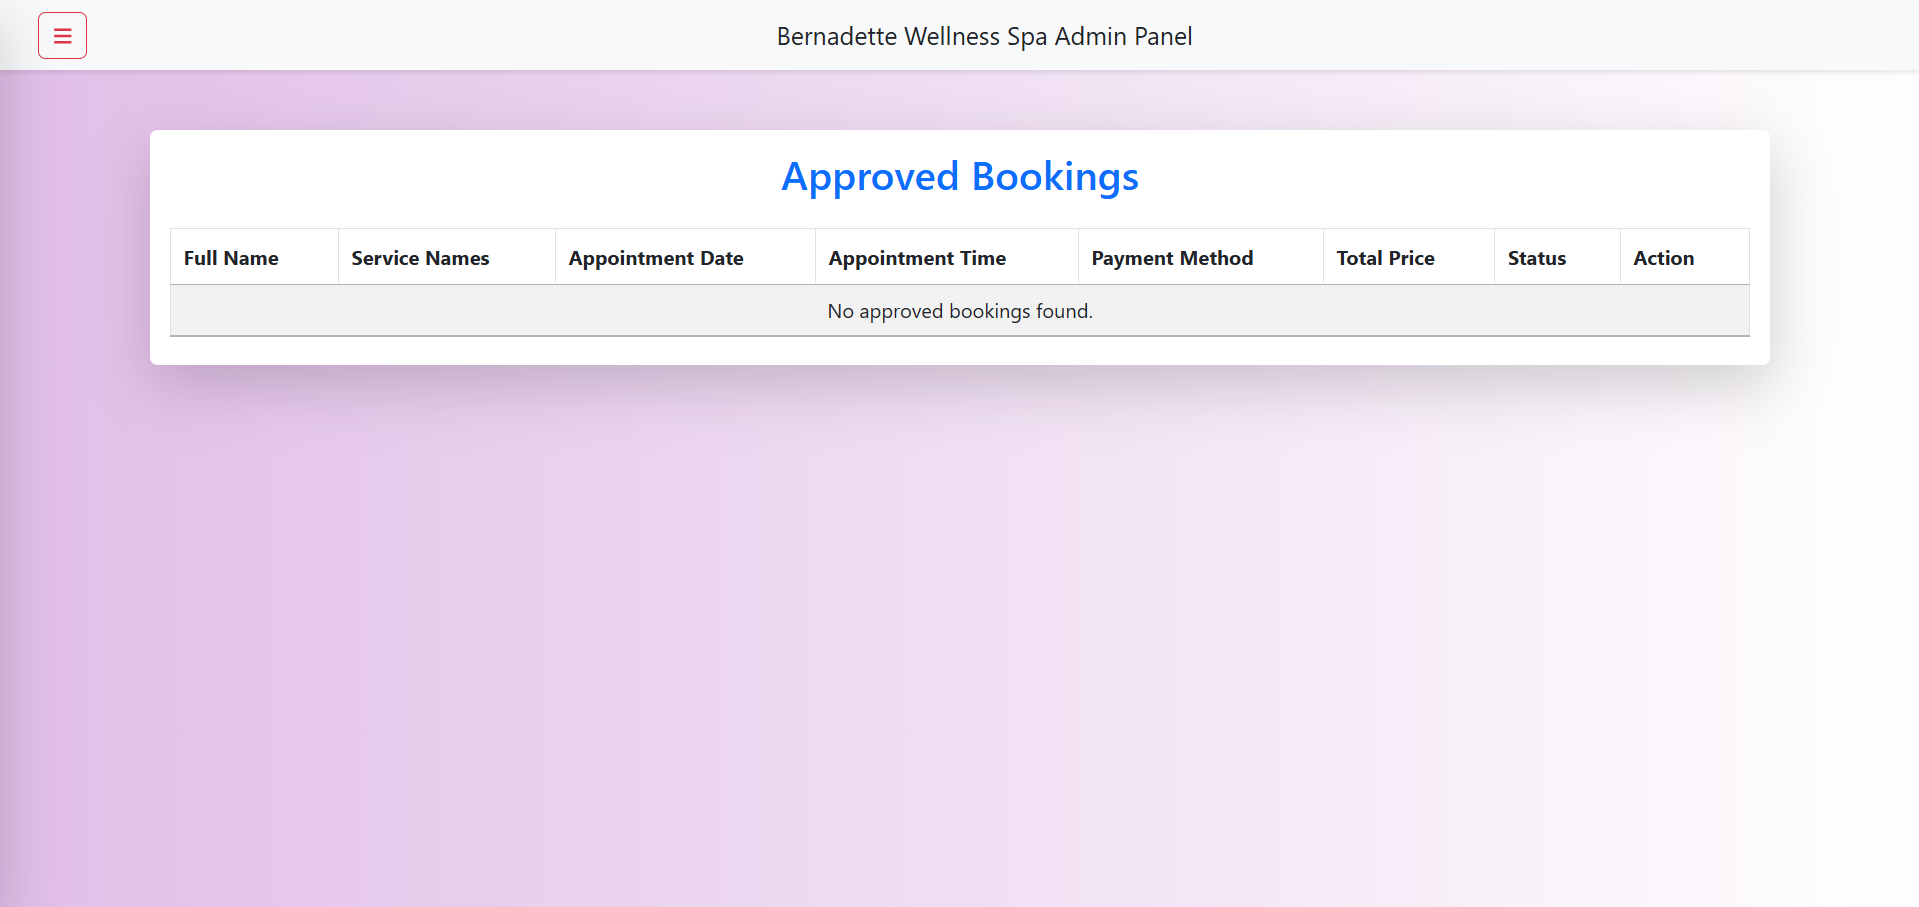 Bernadette Wellness Spa Admin Panel
Approved Bookings
Full Name Service Names Appointment Date Appointment Time Payment Method Total Price Status Action
No approved bookings found.